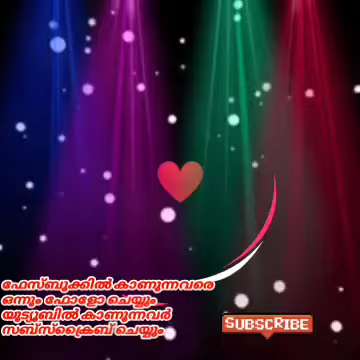 ഫേസ്ബുക്കിൽ കാണുന്നവരെ
ഒന്നും ഫോളോ ചെയ്യും
യുട്യൂബിൽ കാണുന്നവർ
സബ്സ്ക്രൈബ് ചെയ്യും
SUBSCRIBE